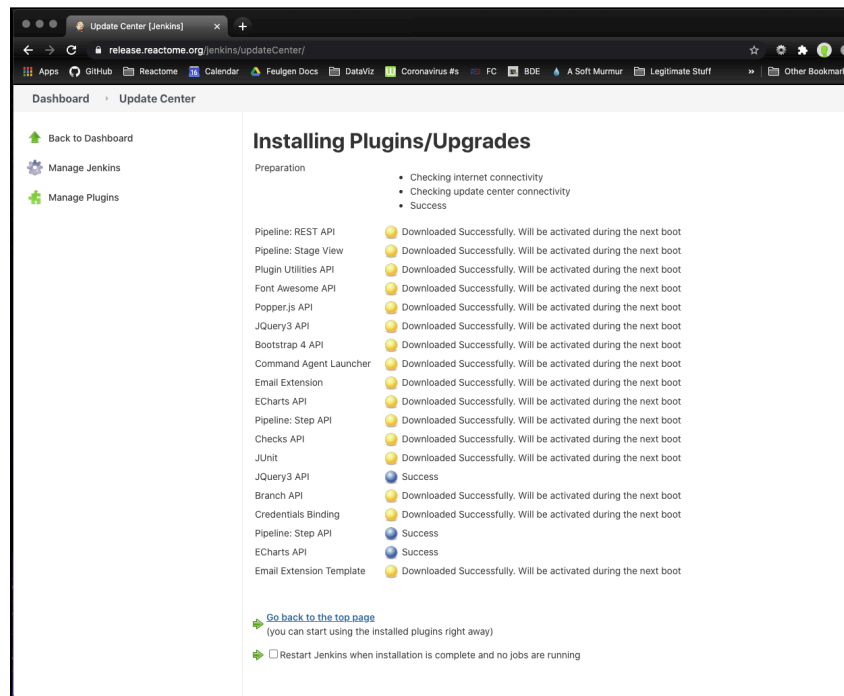 Update Center [Jenkins]
release.reactome.org/jenkins/updateCenter/
Apps GitHub Reactome 16 Calendar Feulgen Docs DataViz Coronavirus #s FC BDE A Soft Murmur Legitimate Stuff » Other Bookmar
Dashboard Update Center
Back to Dashboard
Manage Jenkins
Manage Plugins
Installing Plugins/Upgrades
Preparation
• Checking internet connectivity
• Checking update center connectivity
• Success
Pipeline: REST API Downloaded Successfully. Will be activated during the next boot
Pipeline: Stage View Downloaded Successfully. Will be activated during the next boot
Plugin Utilities API Downloaded Successfully. Will be activated during the next boot
Font Awesome API Downloaded Successfully. Will be activated during the next boot
Popper.js API Downloaded Successfully. Will be activated during the next boot
JQuery3 API Downloaded Successfully. Will be activated during the next boot
Bootstrap 4 API Downloaded Successfully. Will be activated during the next boot
Command Agent Launcher Downloaded Successfully. Will be activated during the next boot
Email Extension Downloaded Successfully. Will be activated during the next boot
ECharts API Downloaded Successfully. Will be activated during the next boot
Pipeline: Step API Downloaded Successfully. Will be activated during the next boot
Checks API Downloaded Successfully. Will be activated during the next boot
JUnit Downloaded Successfully. Will be activated during the next boot
JQuery3 API Success
Branch API Downloaded Successfully. Will be activated during the next boot
Credentials Binding Downloaded Successfully. Will be activated during the next boot
Pipeline: Step API Success
ECharts API Success
Email Extension Template Downloaded Successfully. Will be activated during the next boot
Go back to the top page
(you can start using the installed plugins right away)
Restart Jenkins when installation is complete and no jobs are running